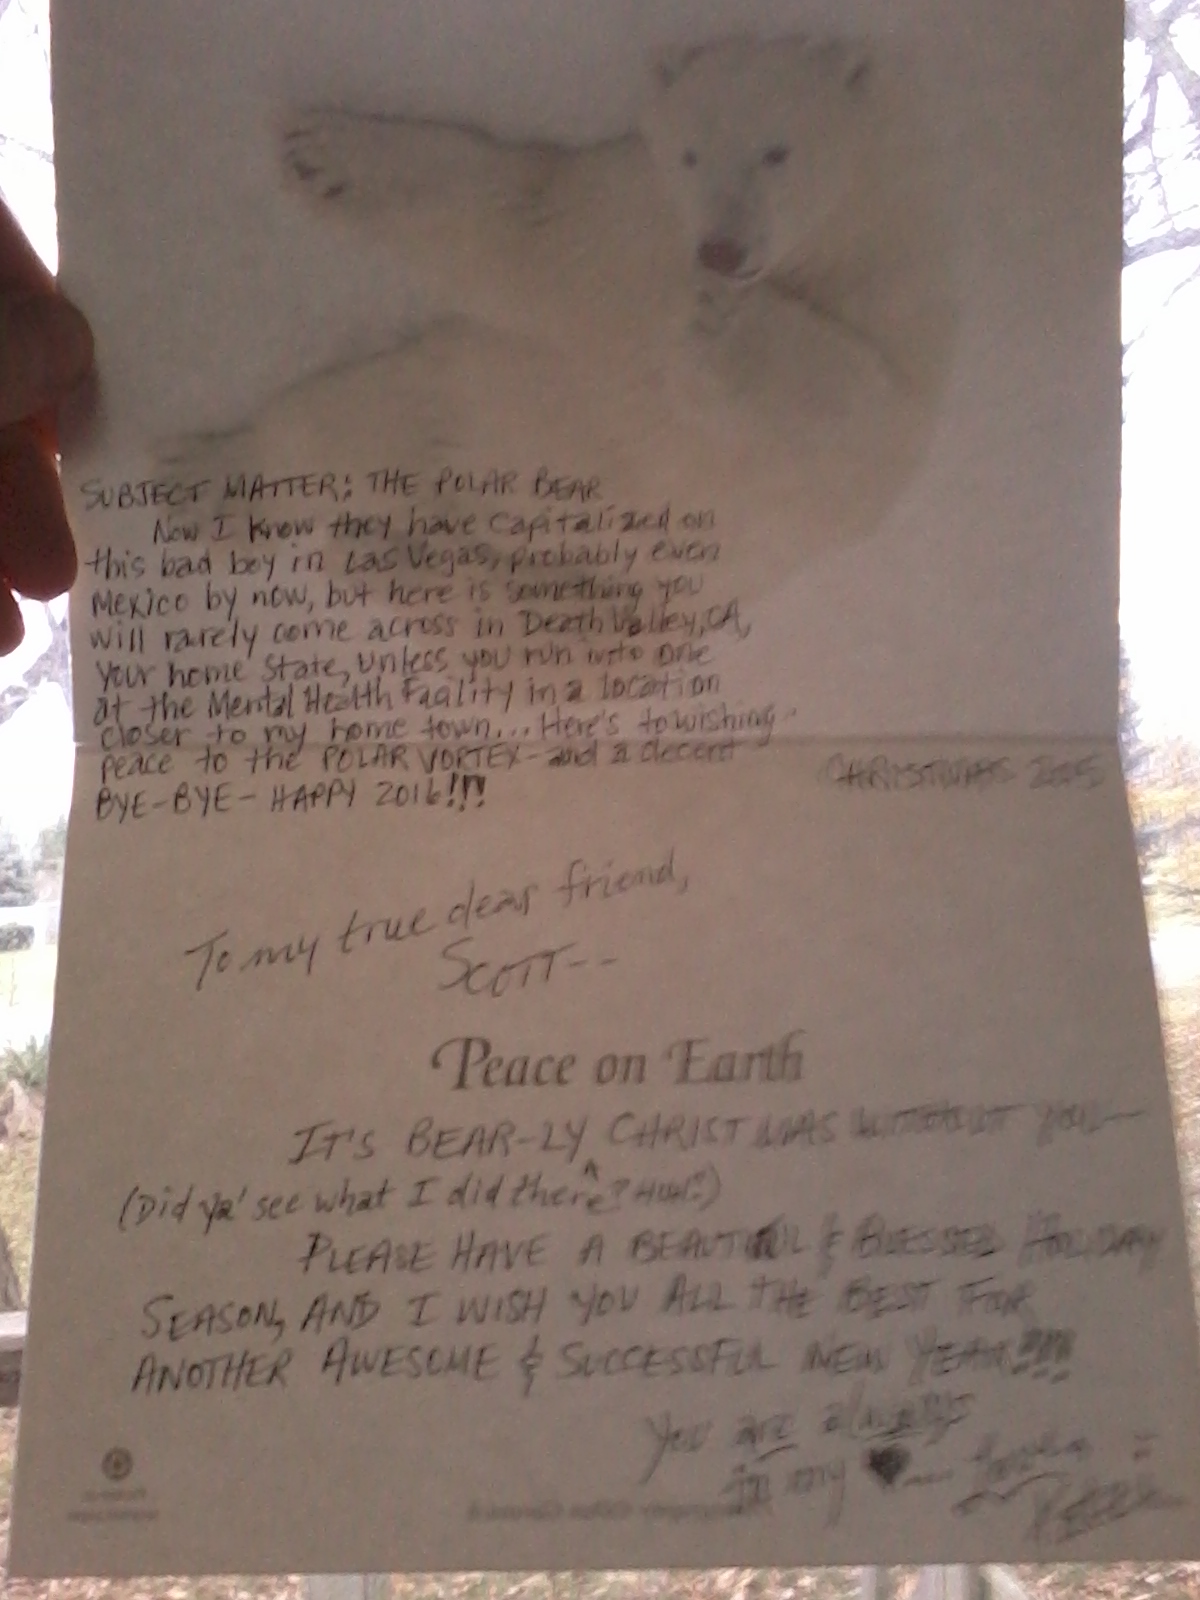 SUBJECT MATTER: THE POLAR BEAR
Now I know they have capitalized on
this bad boy in Las Vegas, probably even
Mexico by now, but here is something you
will rarely come across in Death Valley, CA,
your home State, unless you run into one
at the Mental Health Facility in a location
closer to my home town... Here's to wishing
peace to the POLAR VORTEX- and a decent
BYE-BYE- HAPPY 2016!!!
CHRISTMAS 2015
To my true dear friend,
SCOTT--
Peace on Earth
IT'S BEAR-LY CHRISTMAS WITHOUT YOU—
(Did ya' see what I did there?
PLEASE HAVE A BEAUTIFUL & BLESSED HOLIDAY
SEASON, AND I WISH YOU ALL THE BEST FOR
ANOTHER AWESOME & SUCCESSFUL NEW YEAR!!!
You are always
in my ♥—